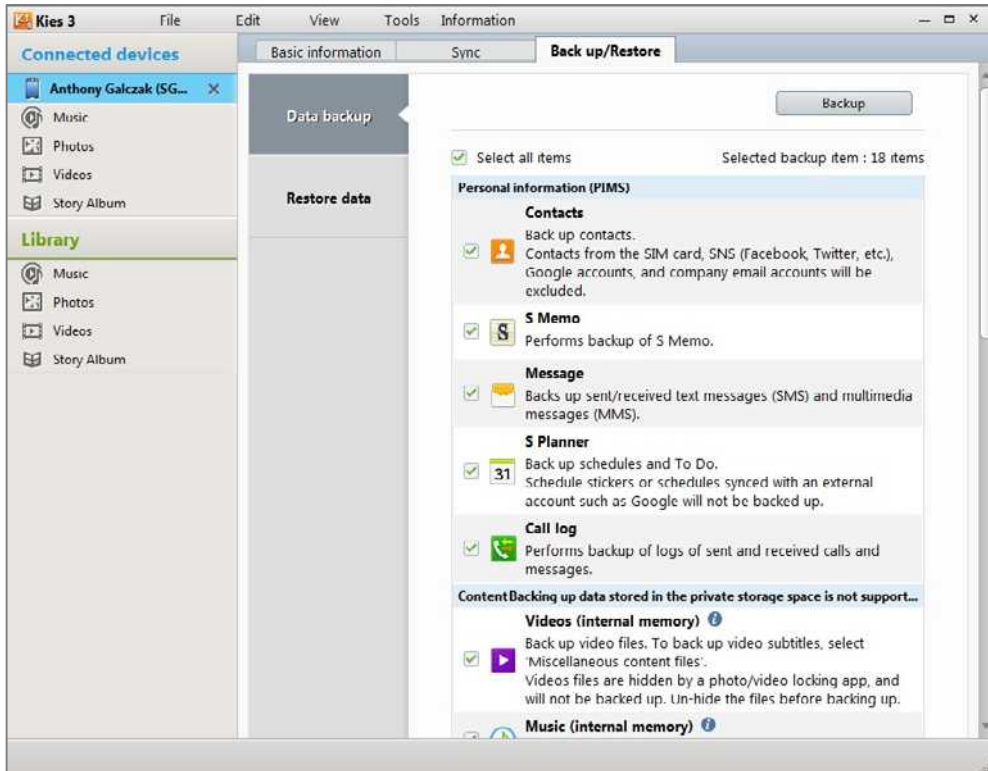 Kies 3 File Edit View Tools Information
Connected devices
Anthony Galczak (SG...
Music
Photos
Videos
Story Album
Library
Music
Photos
Videos
Story Album
Basic information Sync Back up/Restore
Data backup
Restore data
Backup
Select all items Selected backup item : 18 items
Personal information (PIMS)
Contacts
Back up contacts.
Contacts from the SIM card, SNS (Facebook, Twitter, etc.),
Google accounts, and company email accounts will be
excluded.
S Memo
Performs backup of S Memo.
Message
Backs up sent/received text messages (SMS) and multimedia
messages (MMS).
31
S Planner
Back up schedules and To Do.
Schedule stickers or schedules synced with an external
account such as Google will not be backed up.
Call log
Performs backup of logs of sent and received calls and
messages.
ContentBacking up data stored in the private storage space is not support...
Videos (internal memory)
Back up video files. To back up video subtitles, select
'Miscellaneous content files'.
Videos files are hidden by a photo/video locking app, and
will not be backed up. Un-hide the files before backing up.
Music (internal memory)